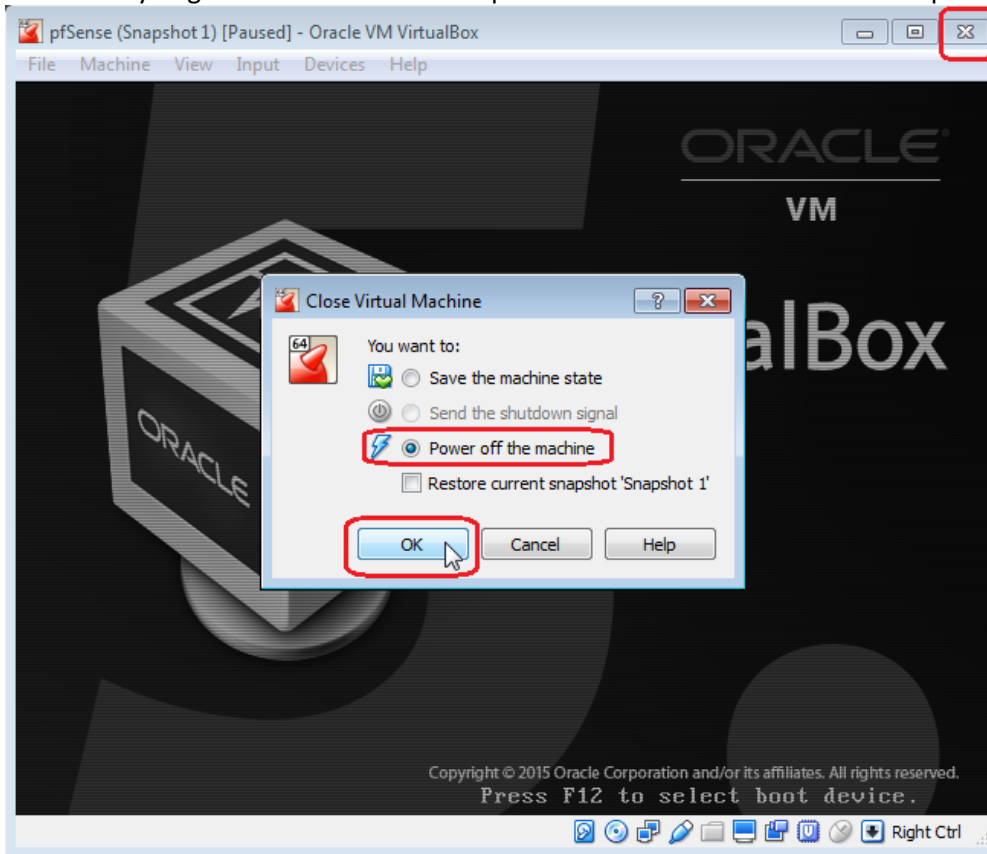 pfSense (Snapshot 1) [Paused] - Oracle VM VirtualBox
File Machine View Input Devices Help
ORACLE
VM
alBox
ORACLE
Close Virtual Machine
64
You want to:
Save the machine state
Send the shutdown signal
Power off the machine
Restore current snapshot 'Snapshot 1'
OK Cancel Help
Copyright © 2015 Oracle Corporation and/or its affiliates. All rights reserved.
Press F12 to select boot device.
Right Ctrl